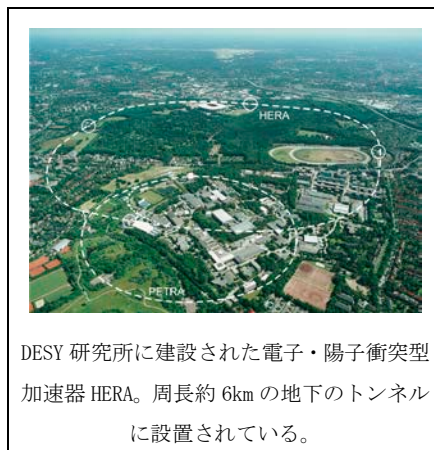 HERA
PETRA
DESY 研究所に建設された電子・陽子衝突型
加速器 HERA。周長約 6km の地下のトンネル
に設置されている。